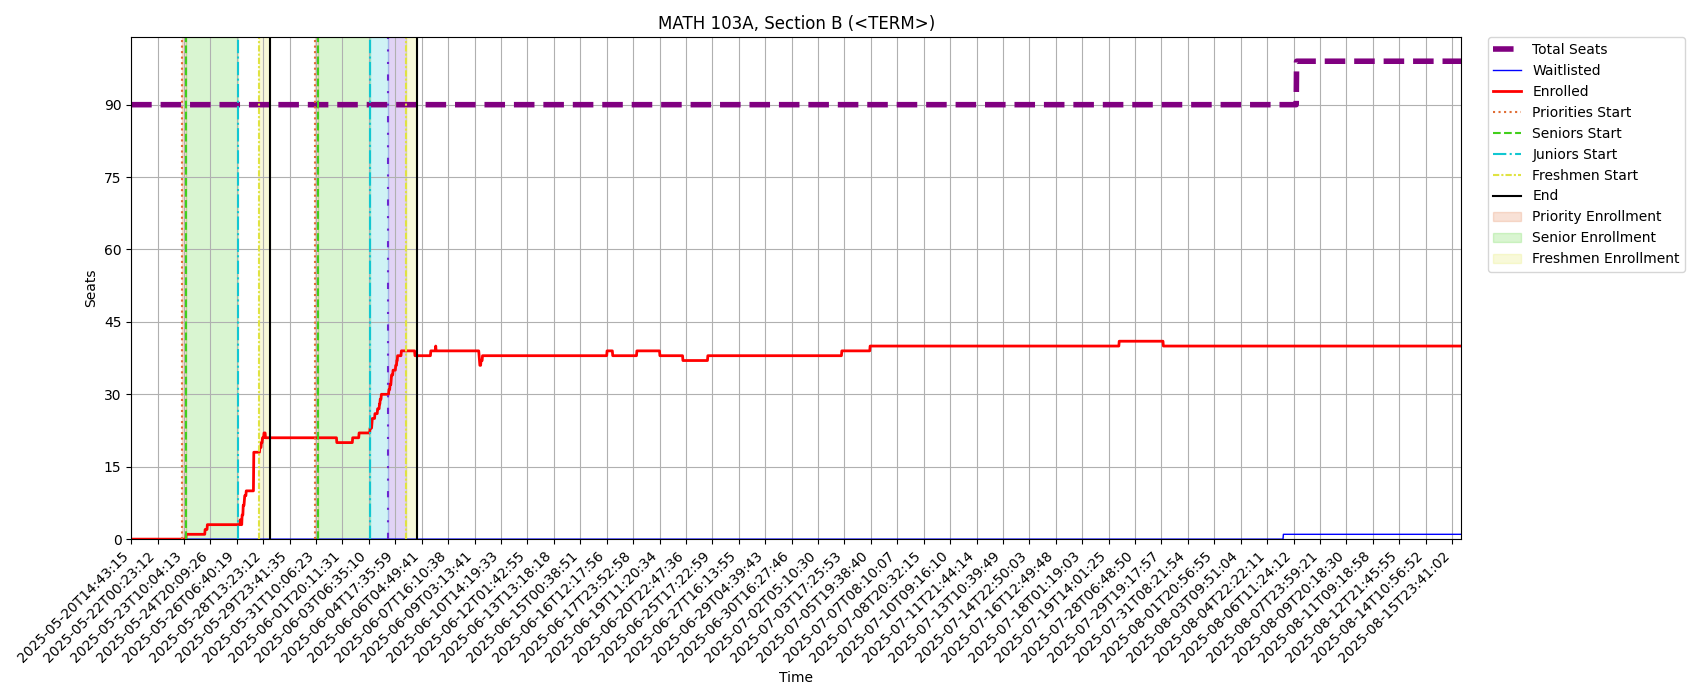 MATH 103A, Section B (<TERM>)
Total Seats
Waitlisted
Enrolled
Priorities Start
Seniors Start
Juniors Start
Freshmen Start
End
Priority Enrollment
Senior Enrollment
Freshmen Enrollment
Seats
90
75
60
45
30
15
0
2025-05-20T14:43:15
2025-05-22T00:23:12
2025-05-23T10:04:13
2025-05-24T20:09:26
2025-05-26T06:40:19
2025-05-28T13:23:12
2025-05-29T23:41:35
2025-05-31T10:06:23
2025-06-01T20:11:31
2025-06-03T06:35:10
2025-06-04T17:35:59
2025-06-06T04:49:41
2025-06-07T16:10:38
2025-06-09T03:13:41
2025-06-10T14:19:33
2025-06-12T01:42:55
2025-06-13T13:18:18
2025-06-15T00:38:51
2025-06-16T12:17:56
2025-06-17T23:52:58
2025-06-19T11:20:34
2025-06-20T22:47:36
2025-06-25T17:22:59
2025-06-27T16:13:55
2025-06-29T04:39:43
2025-06-30T16:27:46
2025-07-02T05:10:30
2025-07-03T17:25:53
2025-07-05T19:38:40
2025-07-07T08:10:07
2025-07-08T20:32:15
2025-07-10T09:16:10
2025-07-11T21:44:14
2025-07-13T10:39:49
2025-07-14T22:50:03
2025-07-16T12:49:48
2025-07-18T01:19:03
2025-07-19T14:01:25
2025-07-28T06:48:50
2025-07-29T19:17:57
2025-07-31T08:21:54
2025-08-01T20:56:55
2025-08-03T09:51:04
2025-08-04T22:22:11
2025-08-06T11:24:12
2025-08-07T23:59:21
2025-08-09T20:18:30
2025-08-11T09:18:58
2025-08-12T21:45:55
2025-08-14T10:56:52
2025-08-15T23:41:02
Time